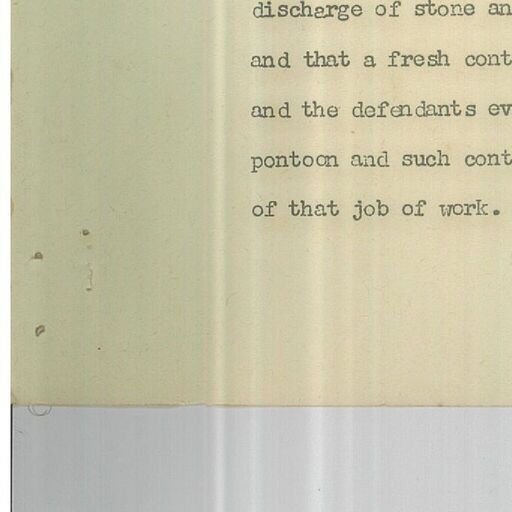 discharge of stone an
and that a fresh cont
and the defendants ev
pontoon and such cont
of that job of work.